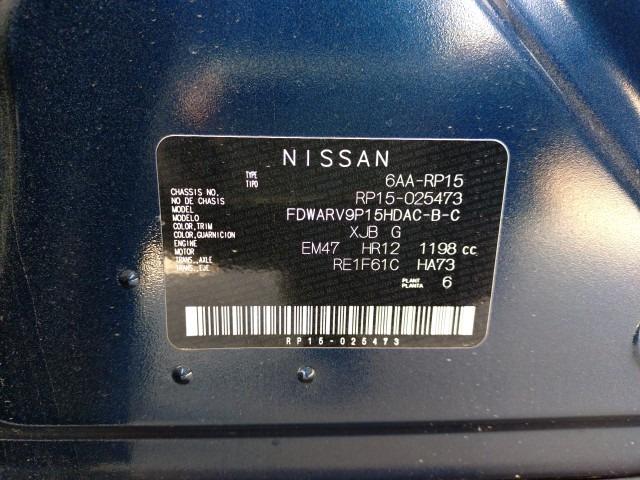 NISSAN
TYPE
TIPO
6AA-RP15
CHASSIS NO.
NO DE CHASIS
RP15-025473
MODEL
MODELO
FDWARV9P15HDAC-B-C
COLOR,TRIM
COLOR,GUARNICION
XJB G
ENGINE
MOTOR
EM47 HR12 1198 cc
TRANS.,AXLE
TRANS.,EJE
RE1F61C HA73
PLANT
PLANTA
6
RP15-025473